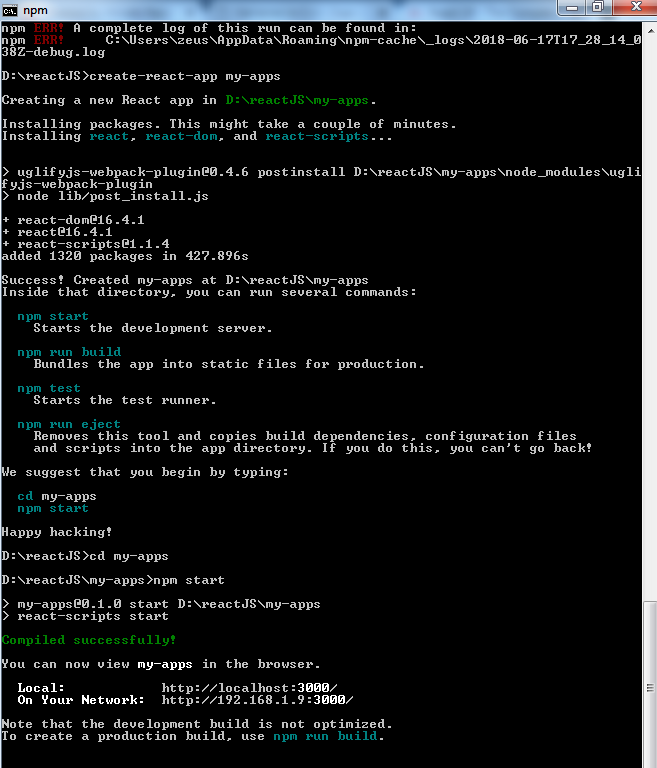 npm
npm ERR! A complete log of this run can be found in:
npm ERR!     C:\Users\zeus\AppData\Roaming\npm-cache\_logs\2018-06-17T17_28_14_0
38Z-debug.log
D:\reactJS>create-react-app my-apps
Creating a new React app in D:\reactJS\my-apps.
Installing packages. This might take a couple of minutes.
Installing react, react-dom, and react-scripts...
> uglifyjs-webpack-plugin@0.4.6 postinstall D:\reactJS\my-apps\node_modules\ugli
fyjs-webpack-plugin
> node lib/post_install.js
+ react-dom@16.4.1
+ react@16.4.1
+ react-scripts@1.1.4
added 1320 packages in 427.896s
Success! Created my-apps at D:\reactJS\my-apps
Inside that directory, you can run several commands:
  npm start
    Starts the development server.
  npm run build
    Bundles the app into static files for production.
  npm test
    Starts the test runner.
  npm run eject
    Removes this tool and copies build dependencies, configuration files
    and scripts into the app directory. If you do this, you can't go back!
We suggest that you begin by typing:
  cd my-apps
  npm start
Happy hacking!
D:\reactJS>cd my-apps
D:\reactJS\my-apps>npm start
> my-apps@0.1.0 start D:\reactJS\my-apps
> react-scripts start
Compiled successfully!
You can now view my-apps in the browser.
  Local:            http://localhost:3000/
  On Your Network:  http://192.168.1.9:3000/
Note that the development build is not optimized.
To create a production build, use npm run build.